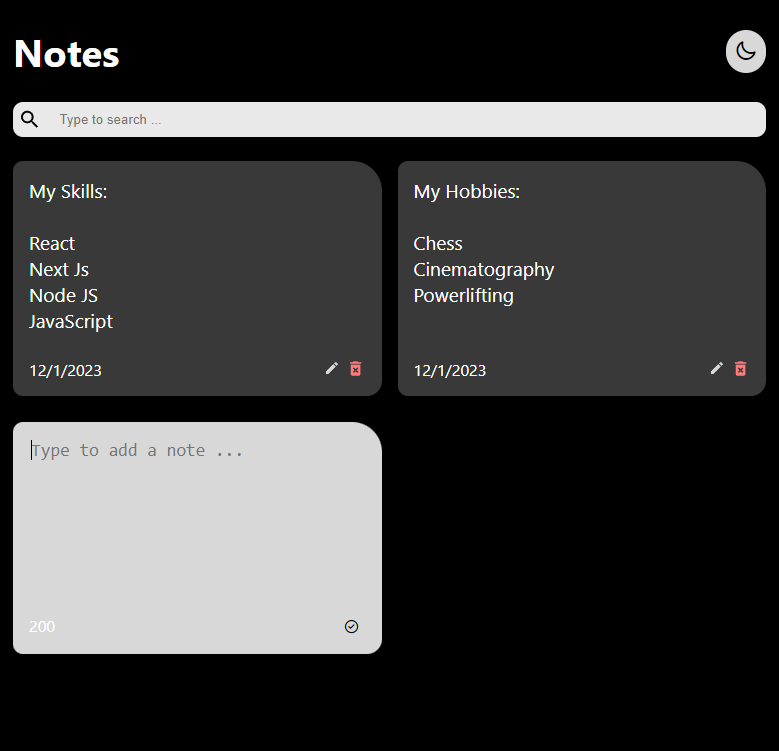 Notes
Type to search ...
My Skills:
React
Next Js
Node JS
JavaScript
12/1/2023
My Hobbies:
Chess
Cinematography
Powerlifting
12/1/2023
Type to add a note ...
200